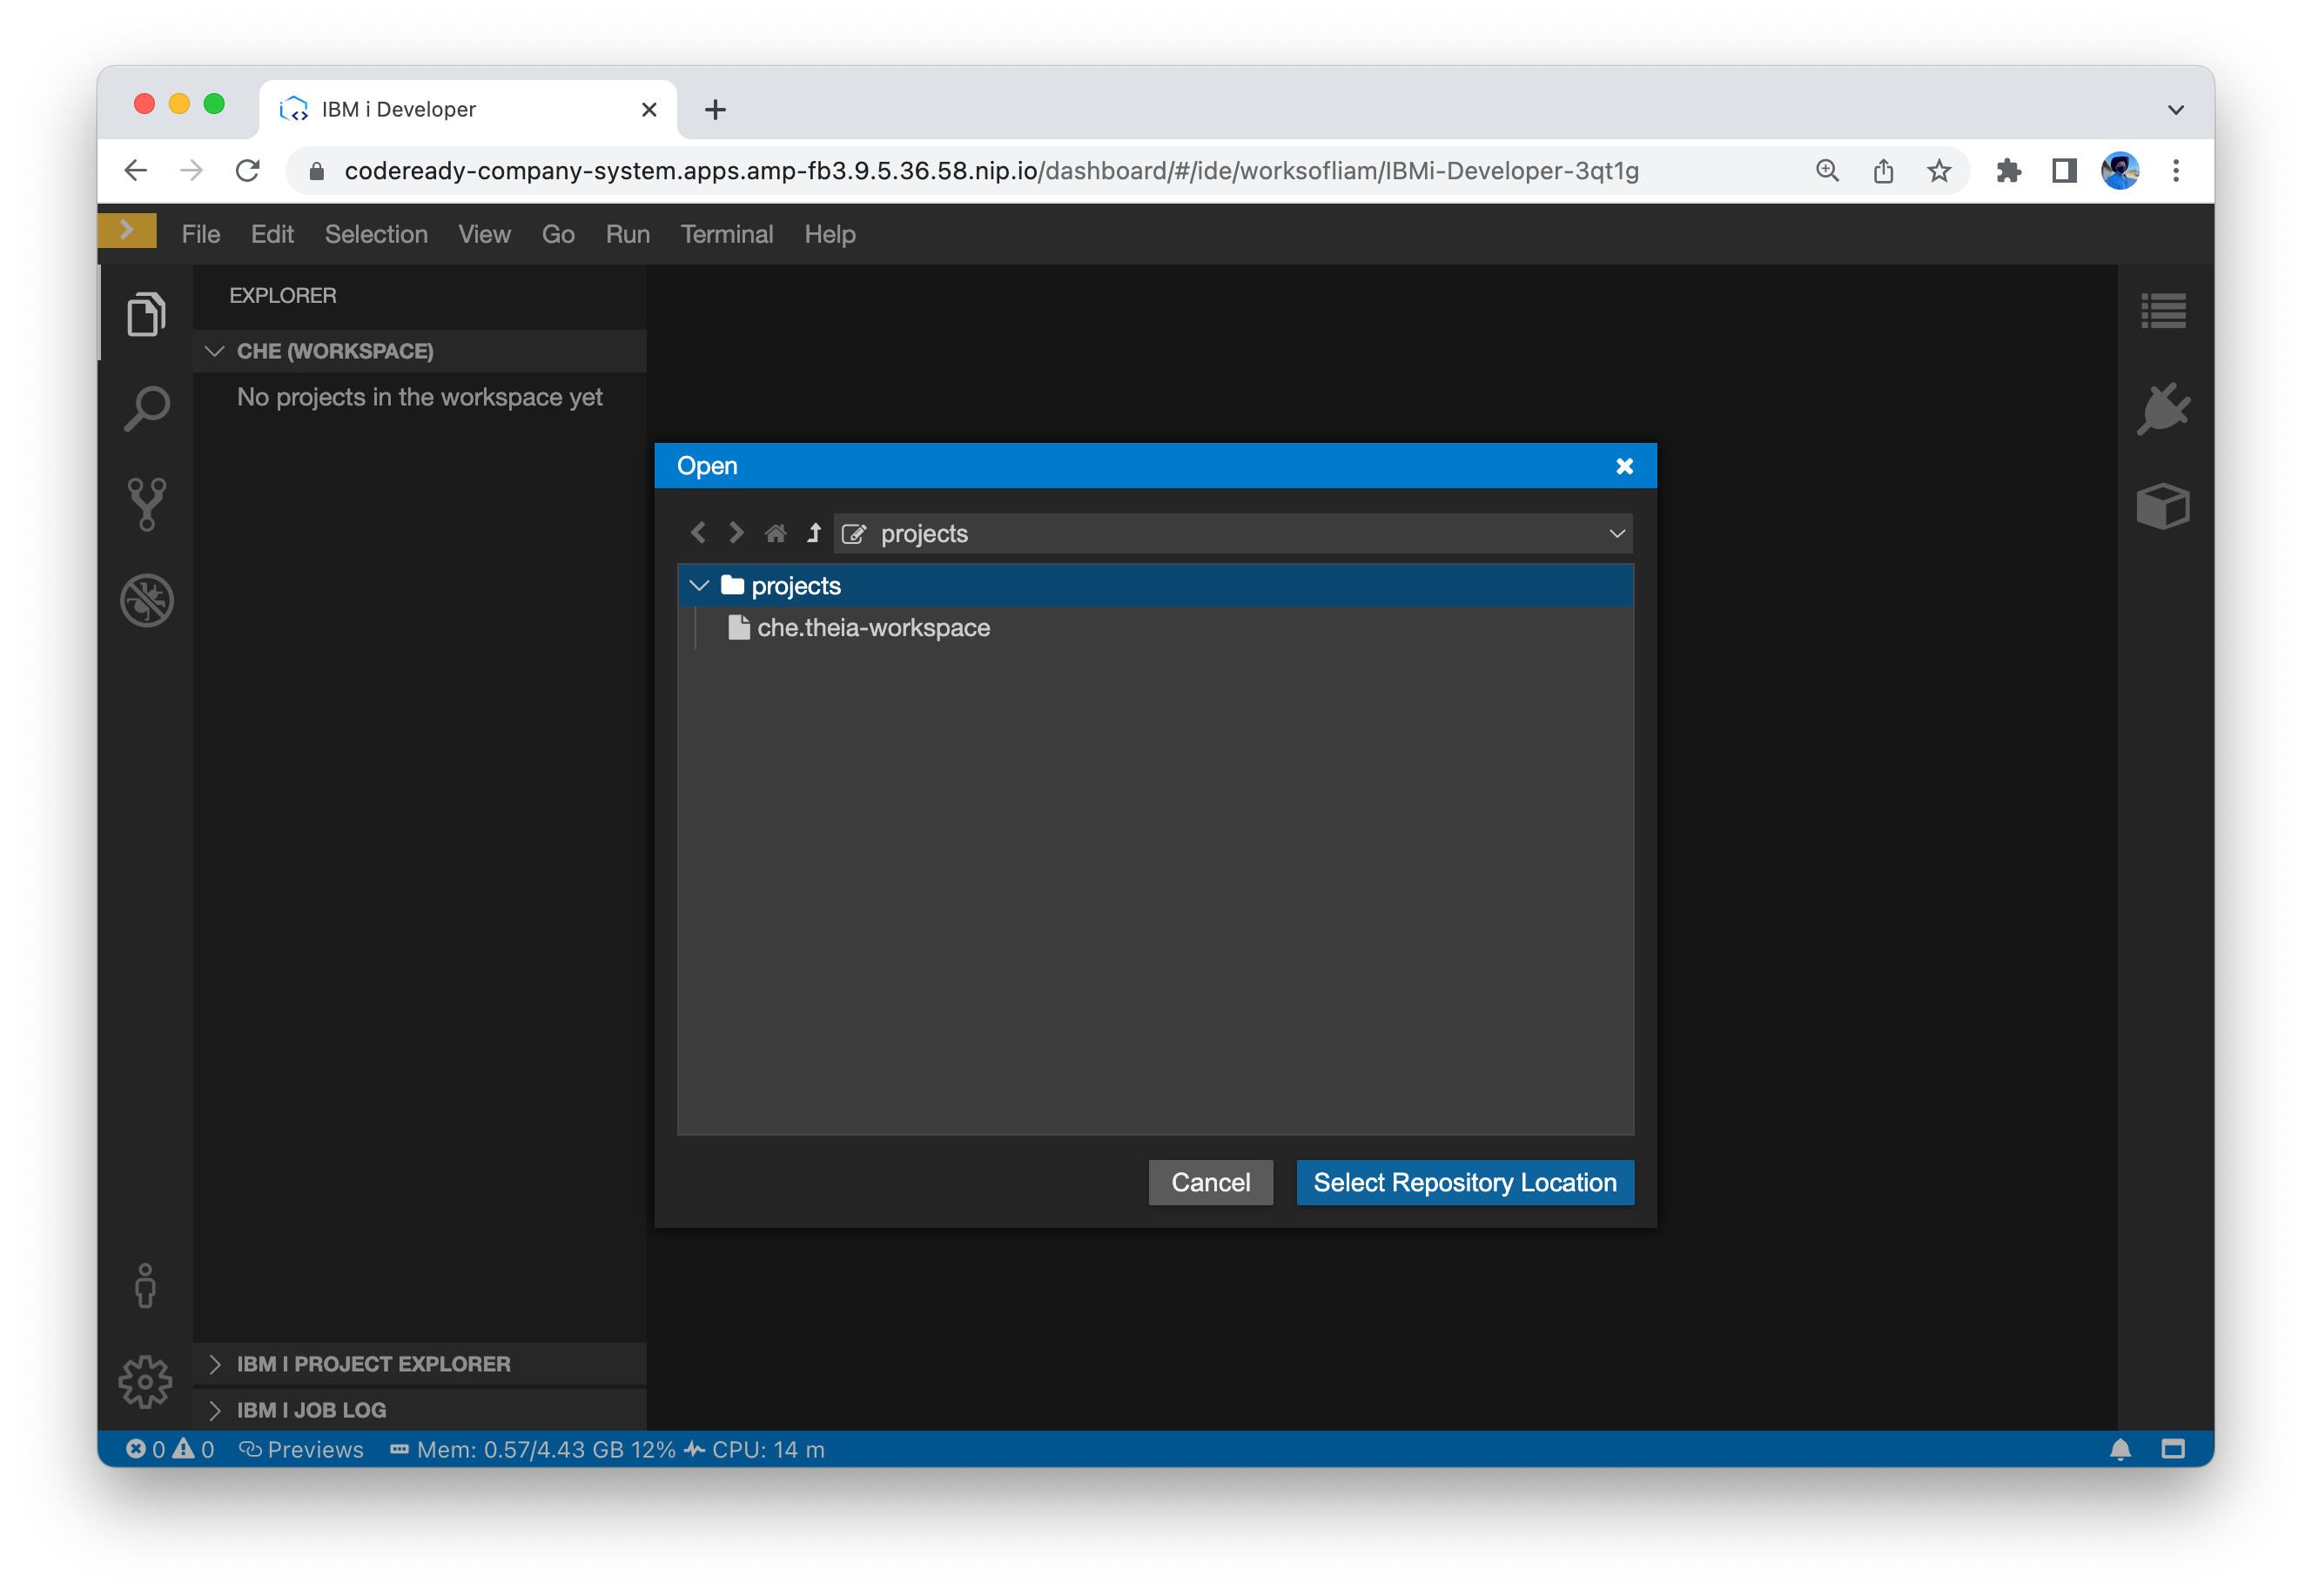 IBM i Developer
codeready-company-system.apps.amp-fb3.9.5.36.58.nip.io/dashboard/#/ide/worksofliam/IBMi-Developer-3qt1g
File Edit Selection View Go Run Terminal Help
EXPLORER
CHE (WORKSPACE)
No projects in the workspace yet
Open
projects
projects
che.theia-workspace
Cancel Select Repository Location
IBM I PROJECT EXPLORER
IBM I JOB LOG
0 0 Previews Mem: 0.57/4.43 GB 12% CPU: 14 m